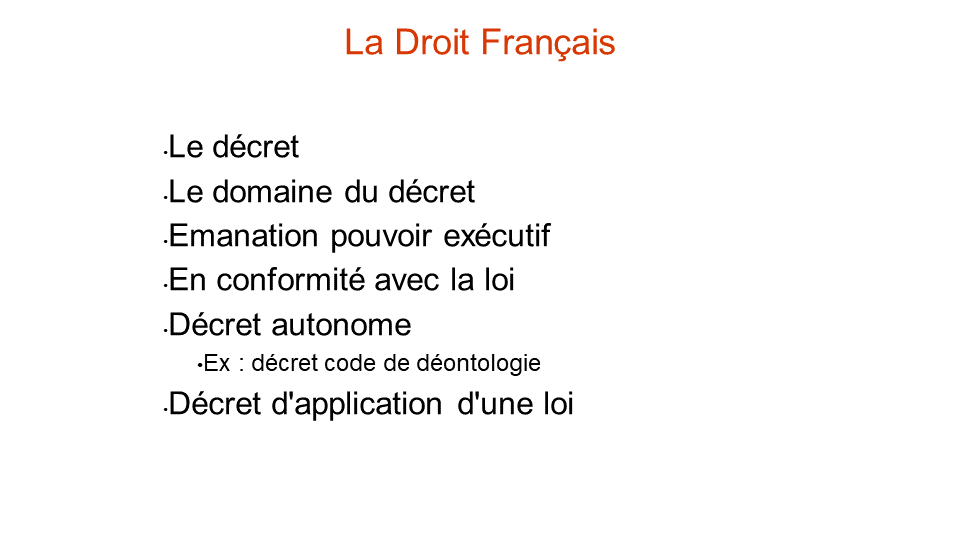 La Droit Français
•Le décret
•Le domaine du décret
•Emanation pouvoir exécutif
•En conformité avec la loi
•Décret autonome
•Ex : décret code de déontologie
•Décret d'application d'une loi